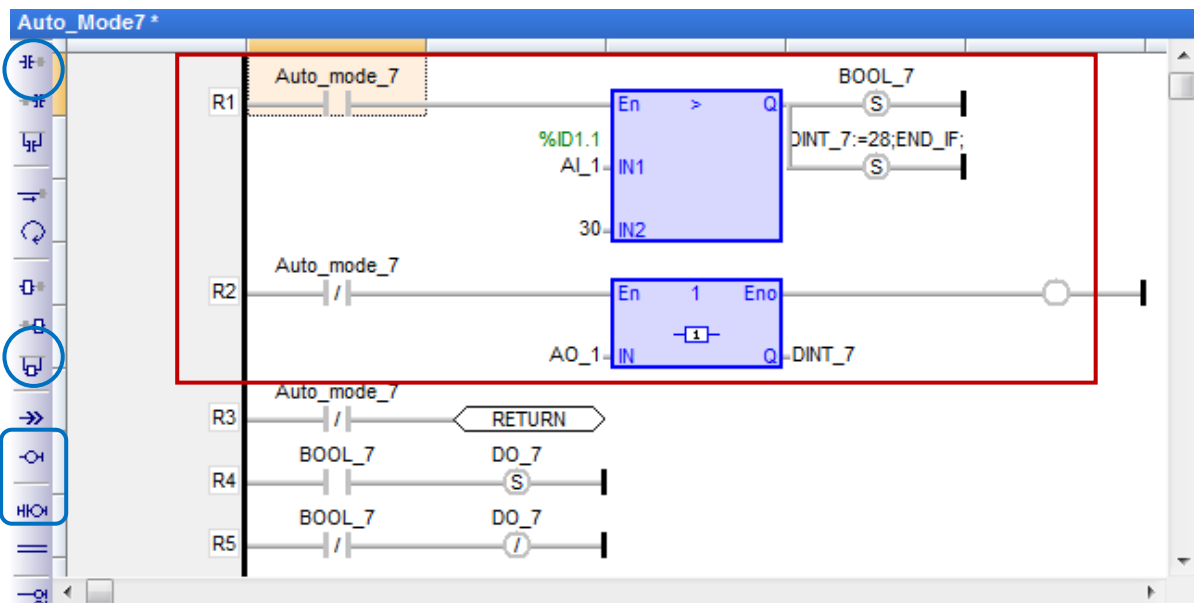 Auto_Mode7 *
Auto_mode_7
BOOL_7
R1
En > Q
S
%ID1.1
DINT_7:=28;END_IF;
AI_1
IN1
S
30
IN2
Auto_mode_7
R2
/
En 1 Eno
1
AO_1
IN
Q
DINT_7
Auto_mode_7
R3
/
RETURN
BOOL_7
DO_7
R4
S
BOOL_7
DO_7
R5
/
/